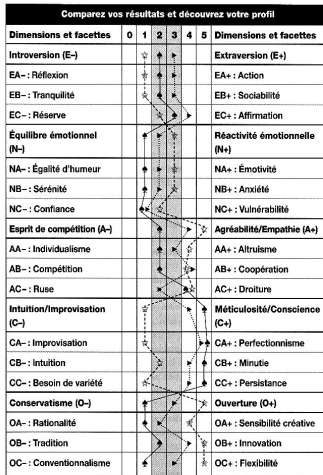 Comparez vos résultats et découvrez votre profil
Dimensions et facettes 0 1 2 3 4 5 Dimensions et facettes
Introversion (E–) Extraversion (E+)
EA– : Réflexion EA+ : Action
EB– : Tranquilité EB+ : Sociabilité
EC– : Réserve EC+ : Affirmation
Équilibre émotionnel Réactivité émotionnelle
(N–) (N+)
NA– : Égalité d'humeur NA+ : Émotivité
NB– : Sérénité NB+ : Anxiété
NC– : Confiance NC+ : Vulnérabilité
Esprit de compétition (A–) Agréabilité/Empathie (A+)
AA– : Individualisme AA+ : Altruisme
AB– : Compétition AB+ : Coopération
AC– : Ruse AC+ : Droiture
Intuition/Improvisation Méticulosité/Conscience
(C–) (C+)
CA– : Improvisation CA+ : Perfectionnisme
CB– : Intuition CB+ : Minutie
CC– : Besoin de variété CC+ : Persistance
Conservatisme (O–) Ouverture (O+)
OA– : Rationalité OA+ : Sensibilité créative
OB– : Tradition OB+ : Innovation
OC– : Conventionnalisme OC+ : Flexibilité